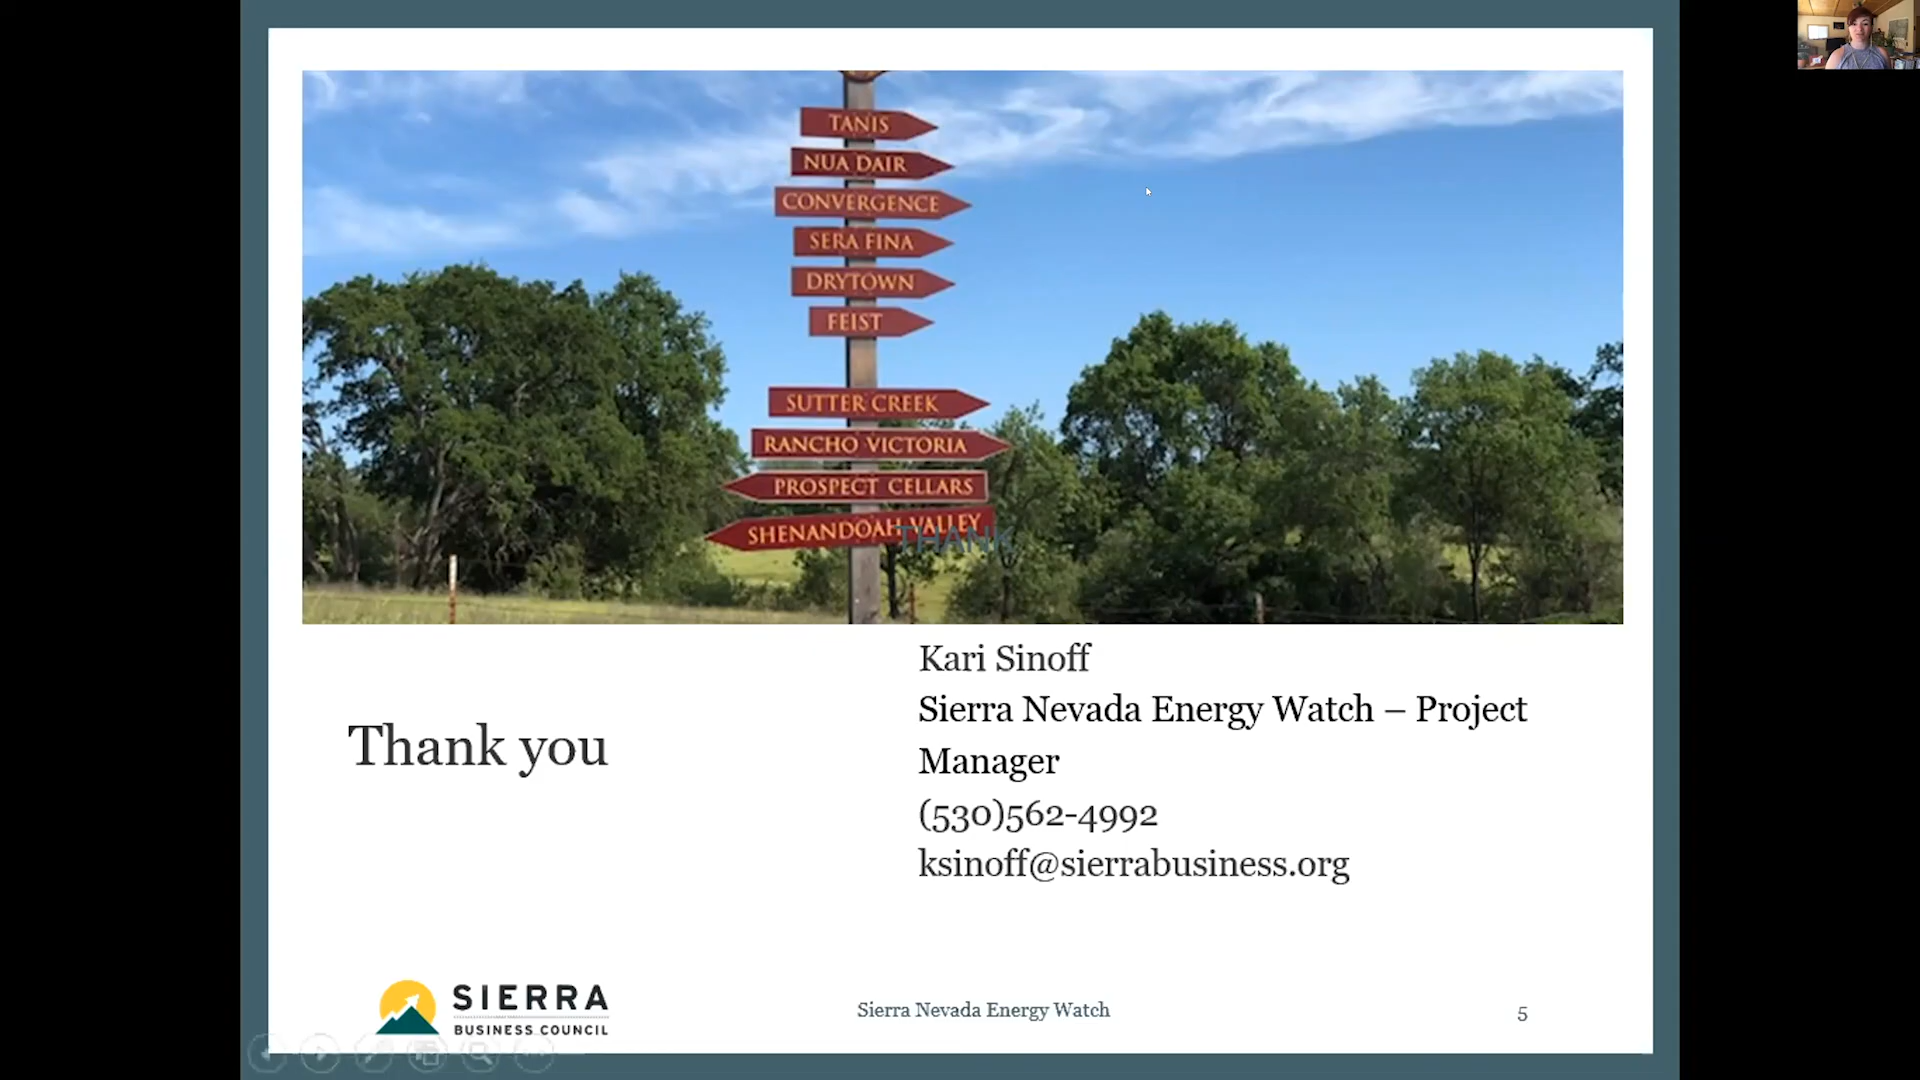 TANIS
NUA DAIR
CONVERGENCE
SERA FINA
DRYTOWN
FEIST
SUTTER CREEK
RANCHO VICTORIA
PROSPECT CELLARS
SHENANDOAH VALLEY
THANK
Kari Sinoff
Sierra Nevada Energy Watch – Project
Manager
(530)562-4992
ksinoff@sierrabusiness.org
Thank you
SIERRA
BUSINESS COUNCIL
Sierra Nevada Energy Watch
5